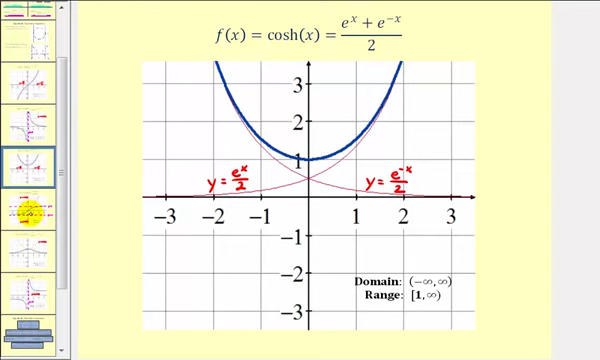 f(x) = cosh(x) = (e^x + e^-x)/2
3
2
1
y = e^x/2
y = e^-x/2
−3 −2 −1 1 2 3
−1
−2
−3
Domain: (−∞, ∞)
Range: [1, ∞)